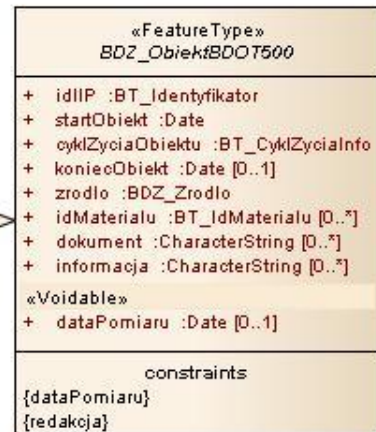 «FeatureType»
BDZ_ObiektBDOT500
+ idIIP :BT_Identyfikator
+ startObiekt :Date
+ cyklZyciaObiektu :BT_CyklZyciaInfo
+ koniecObiekt :Date [0..1]
+ zrodlo :BDZ_Zrodlo
+ idMaterialu :BT_IdMaterialu [0..*]
+ dokument :CharacterString [0..*]
+ informacja :CharacterString [0..*]
«Voidable»
+ dataPomiaru :Date [0..1]
constraints
{dataPomiaru}
{redakcja}